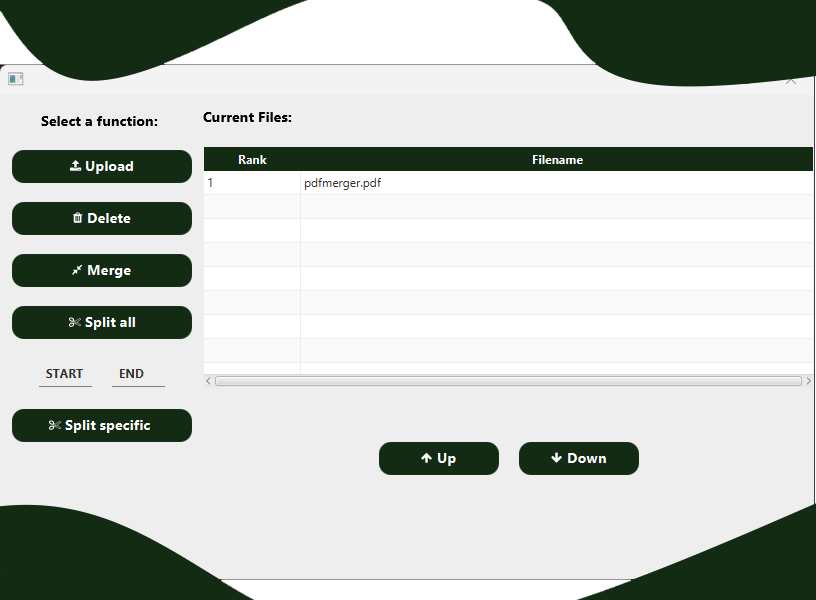 Select a function:
Current Files:
Upload
Delete
Merge
Split all
START END
Split specific
Rank Filename
1 pdfmerger.pdf
Up Down